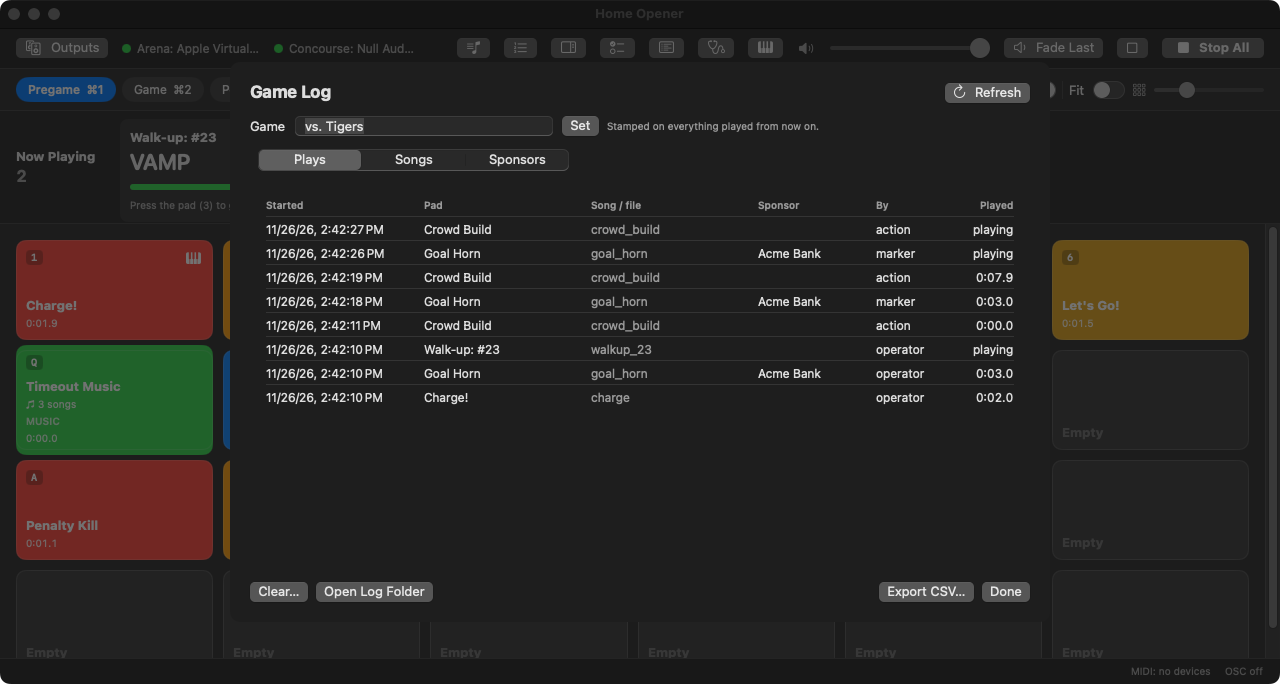 Home Opener
Outputs
Arena: Apple Virtual...
Concourse: Null Aud...
Fade Last
Stop All
Pregame ⌘1
Game ⌘2
P
Fit
Now Playing
2
Walk-up: #23
VAMP
Press the pad (3) to
Game Log
Refresh
Game
vs. Tigers
Set
Stamped on everything played from now on.
Plays
Songs
Sponsors
Started Pad Song / file Sponsor By Played
11/26/26, 2:42:27 PM Crowd Build crowd_build action playing
11/26/26, 2:42:26 PM Goal Horn goal_horn Acme Bank marker playing
11/26/26, 2:42:19 PM Crowd Build crowd_build action 0:07.9
11/26/26, 2:42:18 PM Goal Horn goal_horn Acme Bank marker 0:03.0
11/26/26, 2:42:11 PM Crowd Build crowd_build action 0:00.0
11/26/26, 2:42:10 PM Walk-up: #23 walkup_23 operator playing
11/26/26, 2:42:10 PM Goal Horn goal_horn Acme Bank operator 0:03.0
11/26/26, 2:42:10 PM Charge! charge operator 0:02.0
Clear...
Open Log Folder
Export CSV...
Done
1
Charge!
0:01.9
6
Let's Go!
0:01.5
Q
Timeout Music
3 songs
MUSIC
0:00.0
Empty
A
Penalty Kill
0:01.1
Empty
Empty
Empty
Empty
Empty
Empty
Empty
MIDI: no devices
OSC off